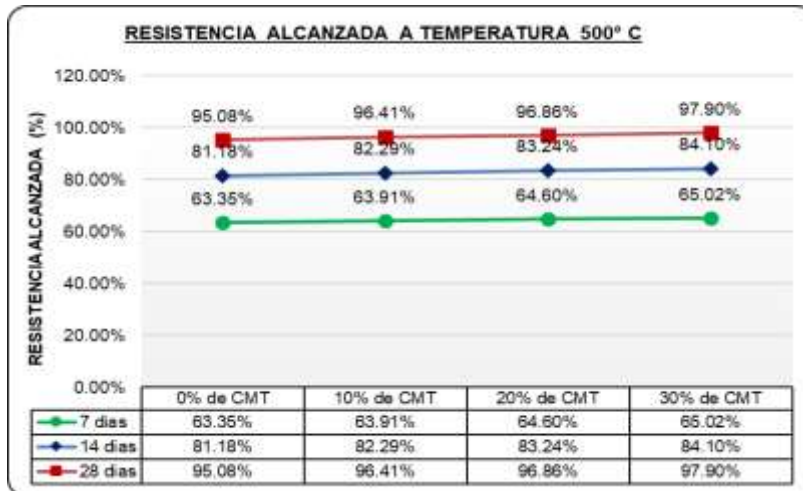 RESISTENCIA ALCANZADA A TEMPERATURA 500º C
RESISTENCIA ALCANZADA (%)
120.00%
100.00%
80.00%
60.00%
40.00%
20.00%
0.00%
95.08% 96.41% 96.86% 97.90%
81.18% 82.29% 83.24% 84.10%
63.35% 63.91% 64.60% 65.02%
0% de CMT 10% de CMT 20% de CMT 30% de CMT
7 dias 63.35% 63.91% 64.60% 65.02%
14 dias 81.18% 82.29% 83.24% 84.10%
28 dias 95.08% 96.41% 96.86% 97.90%